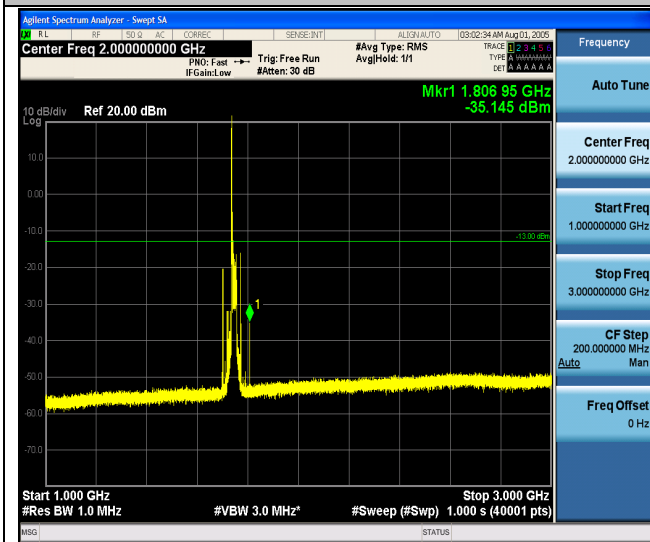 Agilent Spectrum Analyzer - Swept SA
RL RF 50 Ω AC CORREC SENSE:INT ALIGN AUTO 03:02:34 AM Aug 01, 2005
Center Freq 2.000000000 GHz
PNO: Fast
IFGain:Low
Trig: Free Run
#Atten: 30 dB
#Avg Type: RMS
Avg|Hold: 1/1
TRACE 1 2 3 4 5 6
TYPE A
DET A A A A A A
Mkr1 1.806 95 GHz
-35.145 dBm
10 dB/div Ref 20.00 dBm
Log
10.0
0.00
-10.0
-13.00 dBm
-20.0
-30.0
1
-40.0
-50.0
-60.0
-70.0
Start 1.000 GHz Stop 3.000 GHz
#Res BW 1.0 MHz #VBW 3.0 MHz* #Sweep (#Swp) 1.000 s (40001 pts)
MSG STATUS
Frequency
Auto Tune
Center Freq
2.000000000 GHz
Start Freq
1.000000000 GHz
Stop Freq
3.000000000 GHz
CF Step
200.000000 MHz
Auto Man
Freq Offset
0 Hz